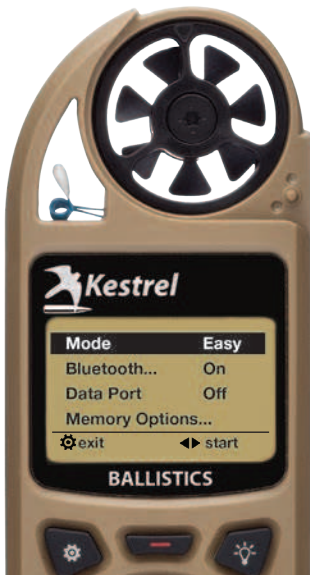 Kestrel
Mode Easy
Bluetooth... On
Data Port Off
Memory Options...
exit start
BALLISTICS